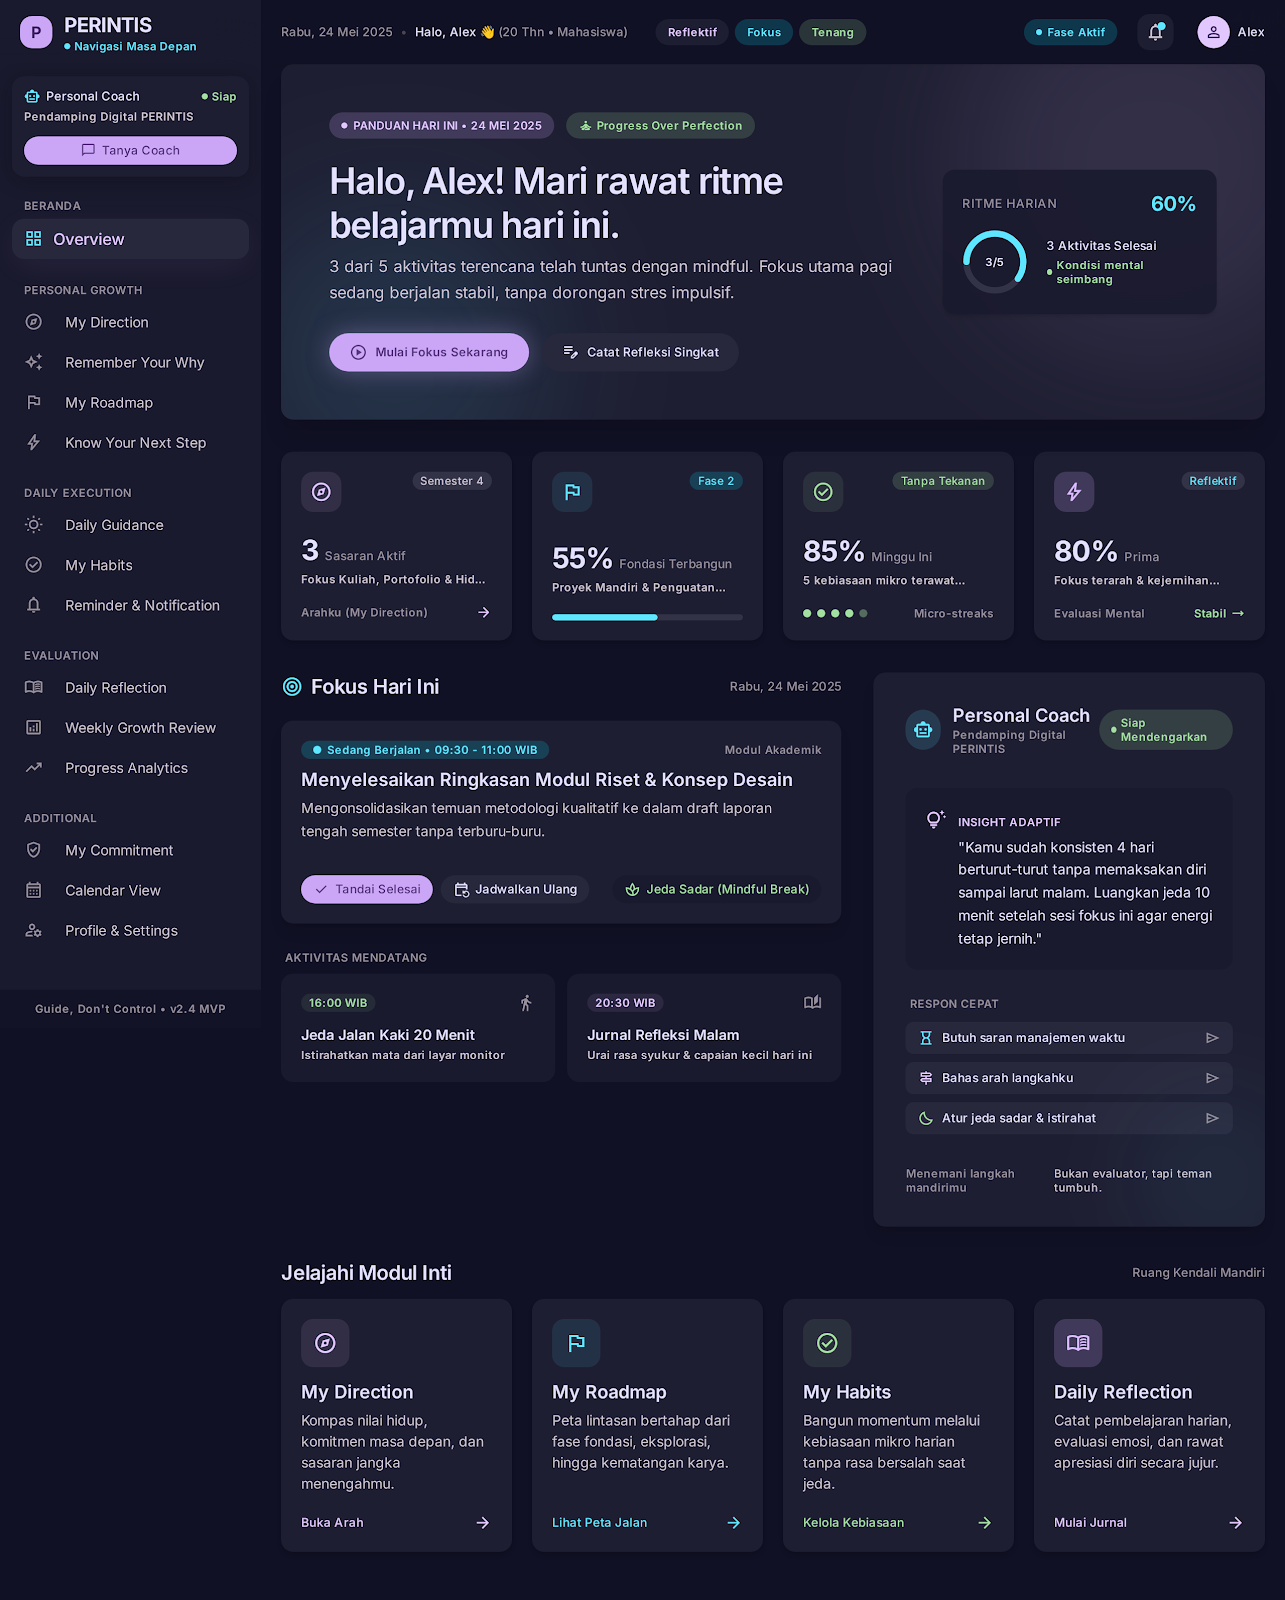 P
PERINTIS
Navigasi Masa Depan
Personal Coach
Siap
Pendamping Digital PERINTIS
Tanya Coach
BERANDA
Overview
PERSONAL GROWTH
My Direction
Remember Your Why
My Roadmap
Know Your Next Step
DAILY EXECUTION
Daily Guidance
My Habits
Reminder & Notification
EVALUATION
Daily Reflection
Weekly Growth Review
Progress Analytics
ADDITIONAL
My Commitment
Calendar View
Profile & Settings
Guide, Don't Control • v2.4 MVP
Rabu, 24 Mei 2025 • Halo, Alex 👋 (20 Thn • Mahasiswa)
Reflektif
Fokus
Tenang
Fase Aktif
Alex
PANDUAN HARI INI • 24 MEI 2025
Progress Over Perfection
Halo, Alex! Mari rawat ritme
belajarmu hari ini.
3 dari 5 aktivitas terencana telah tuntas dengan mindful. Fokus utama pagi
sedang berjalan stabil, tanpa dorongan stres impulsif.
Mulai Fokus Sekarang
Catat Refleksi Singkat
RITME HARIAN
60%
3/5
3 Aktivitas Selesai
Kondisi mental
seimbang
Semester 4
3 Sasaran Aktif
Fokus Kuliah, Portofolio & Hid...
Arahku (My Direction)
Fase 2
55% Fondasi Terbangun
Proyek Mandiri & Penguatan...
Tanpa Tekanan
85% Minggu Ini
5 kebiasaan mikro terawat...
Micro-streaks
Reflektif
80% Prima
Fokus terarah & kejernihan...
Evaluasi Mental
Stabil →
Fokus Hari Ini
Rabu, 24 Mei 2025
Sedang Berjalan • 09:30 - 11:00 WIB
Modul Akademik
Menyelesaikan Ringkasan Modul Riset & Konsep Desain
Mengonsolidasikan temuan metodologi kualitatif ke dalam draft laporan
tengah semester tanpa terburu-buru.
Tandai Selesai
Jadwalkan Ulang
Jeda Sadar (Mindful Break)
AKTIVITAS MENDATANG
16:00 WIB
Jeda Jalan Kaki 20 Menit
Istirahatkan mata dari layar monitor
20:30 WIB
Jurnal Refleksi Malam
Urai rasa syukur & capaian kecil hari ini
Personal Coach
Pendamping Digital
PERINTIS
Siap
Mendengarkan
INSIGHT ADAPTIF
"Kamu sudah konsisten 4 hari
berturut-turut tanpa memaksakan diri
sampai larut malam. Luangkan jeda 10
menit setelah sesi fokus ini agar energi
tetap jernih."
RESPON CEPAT
Butuh saran manajemen waktu
Bahas arah langkahku
Atur jeda sadar & istirahat
Menemani langkah
mandirimu
Bukan evaluator, tapi teman
tumbuh.
Jelajahi Modul Inti
Ruang Kendali Mandiri
My Direction
Kompas nilai hidup,
komitmen masa depan, dan
sasaran jangka
menengahmu.
Buka Arah
My Roadmap
Peta lintasan bertahap dari
fase fondasi, eksplorasi,
hingga kematangan karya.
Lihat Peta Jalan
My Habits
Bangun momentum melalui
kebiasaan mikro harian
tanpa rasa bersalah saat
jeda.
Kelola Kebiasaan
Daily Reflection
Catat pembelajaran harian,
evaluasi emosi, dan rawat
apresiasi diri secara jujur.
Mulai Jurnal